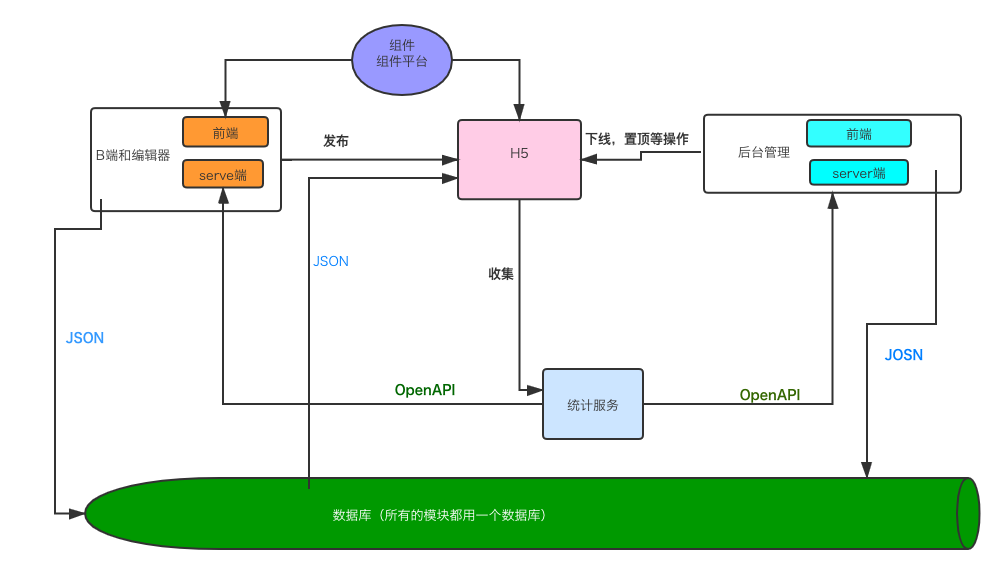 组件
组件平台
前端
B端和编辑器
serve端
发布
H5
下线，置顶等操作
后台管理
前端
server端
JSON
收集
JSON
JOSN
OpenAPI
OpenAPI
统计服务
数据库（所有的模块都用一个数据库）